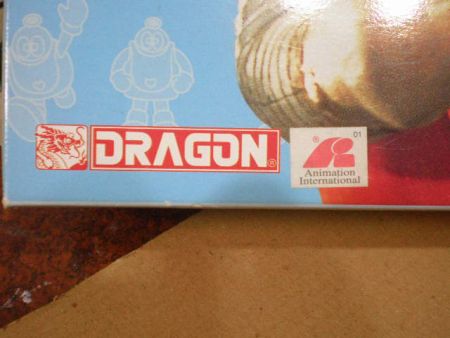 DRAGON®
®
01
Animation
International